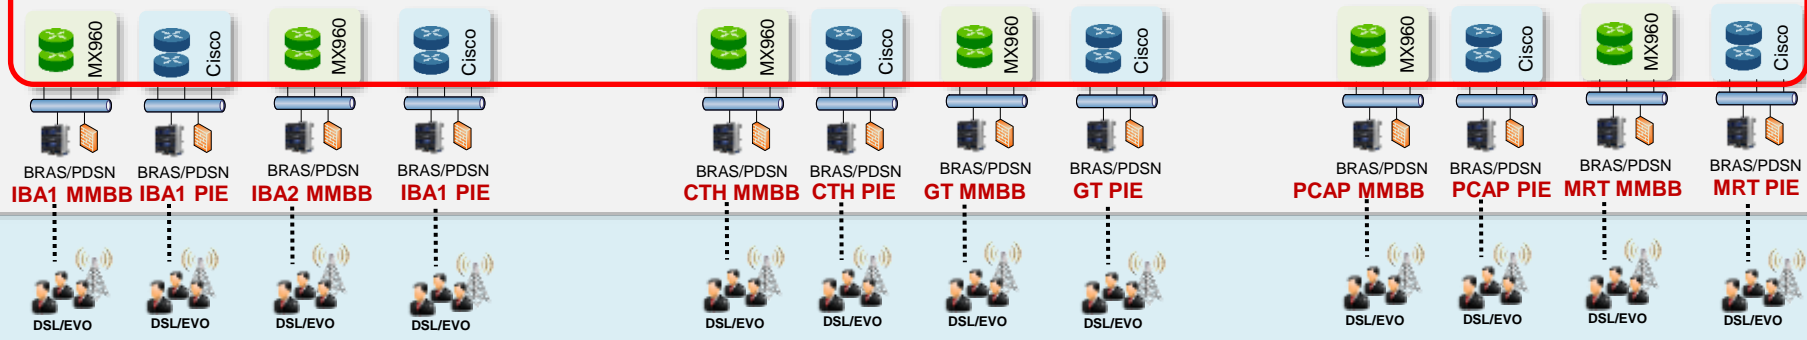 MX960
Cisco
MX960
Cisco
MX960
Cisco
MX960
Cisco
MX960
Cisco
MX960
Cisco
BRAS/PDSN BRAS/PDSN BRAS/PDSN BRAS/PDSN BRAS/PDSN BRAS/PDSN BRAS/PDSN BRAS/PDSN BRAS/PDSN BRAS/PDSN BRAS/PDSN BRAS/PDSN
IBA1 MMBB IBA1 PIE IBA2 MMBB IBA1 PIE CTH MMBB CTH PIE GT MMBB GT PIE PCAP MMBB PCAP PIE MRT MMBB MRT PIE
DSL/EVO DSL/EVO DSL/EVO DSL/EVO DSL/EVO DSL/EVO DSL/EVO DSL/EVO DSL/EVO DSL/EVO DSL/EVO DSL/EVO